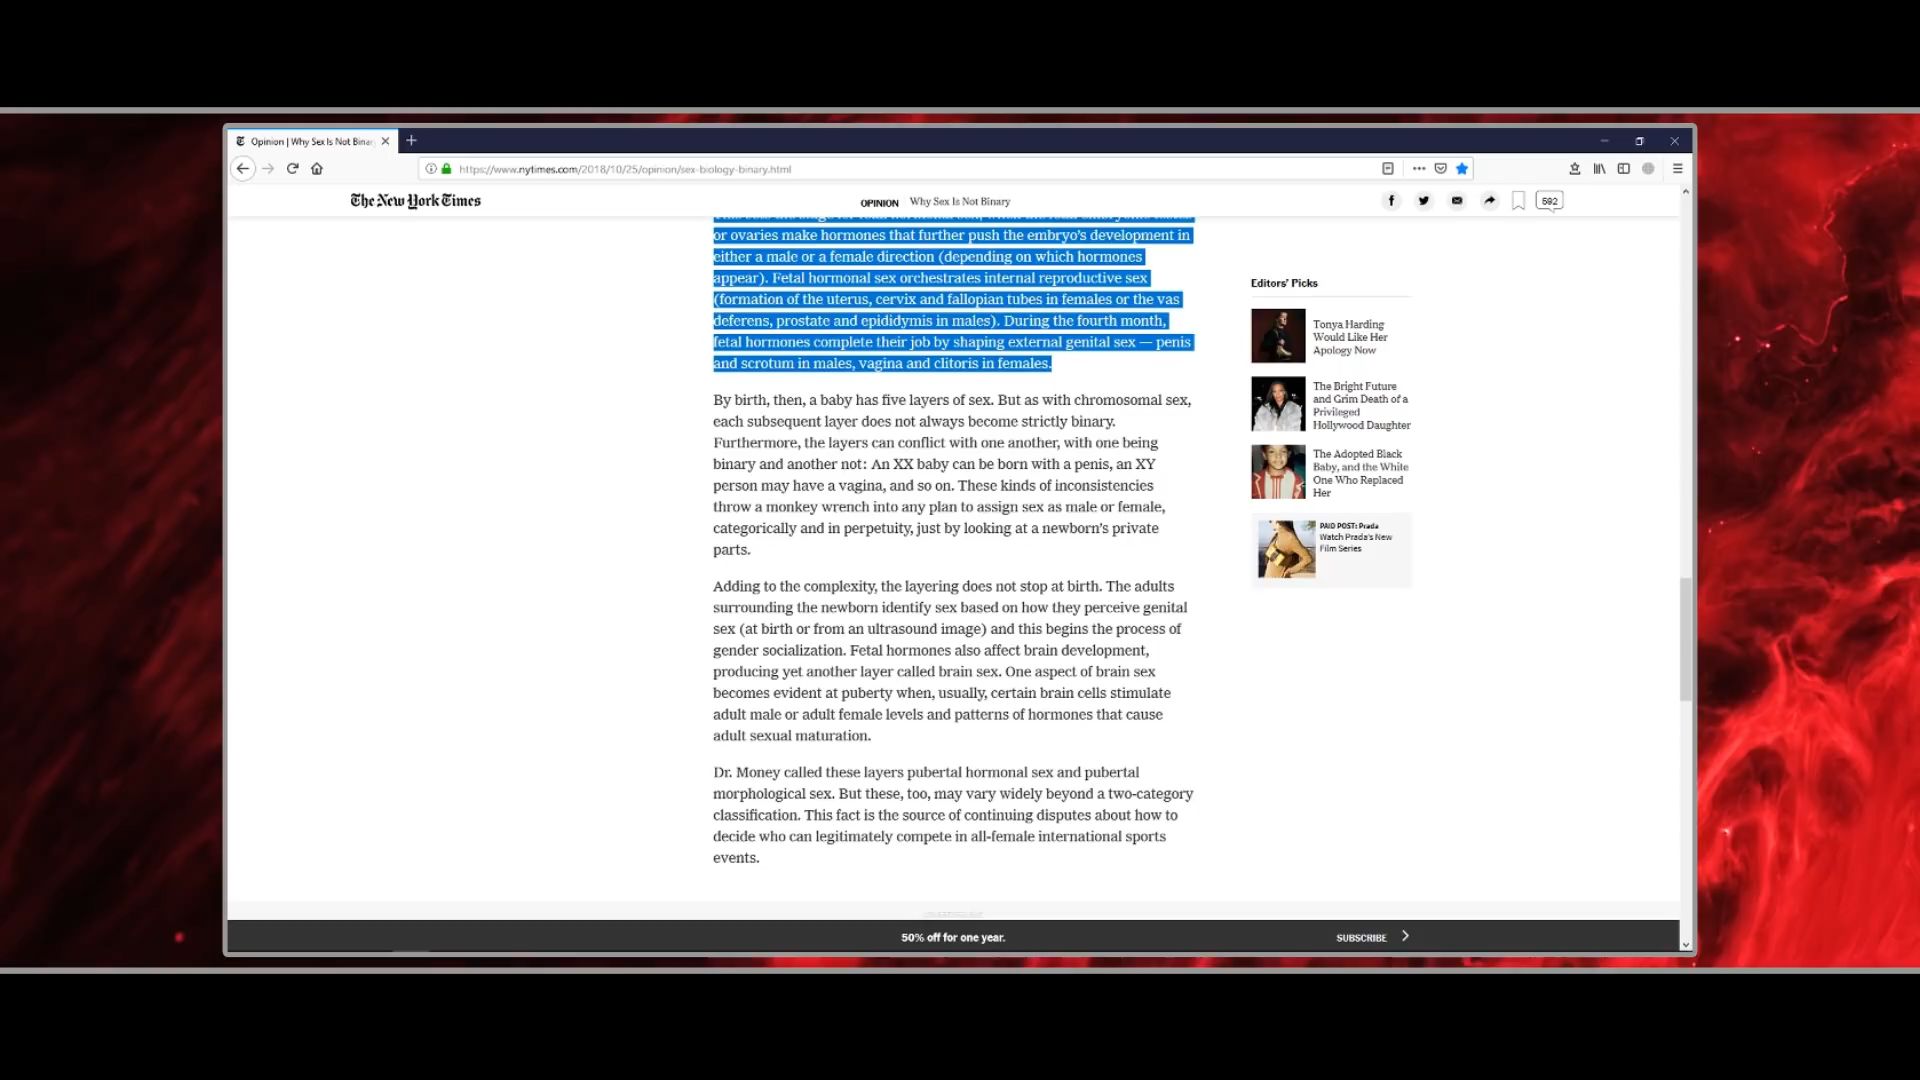 Opinion | Why Sex Is Not Binar
https://www.nytimes.com/2018/10/25/opinion/sex-biology-binary.html
The New York Times
OPINION Why Sex Is Not Binary
592
or ovaries make hormones that further push the embryo's development in
either a male or a female direction (depending on which hormones
appear). Fetal hormonal sex orchestrates internal reproductive sex
(formation of the uterus, cervix and fallopian tubes in females or the vas
deferens, prostate and epididymis in males). During the fourth month,
fetal hormones complete their job by shaping external genital sex — penis
and scrotum in males, vagina and clitoris in females.
By birth, then, a baby has five layers of sex. But as with chromosomal sex,
each subsequent layer does not always become strictly binary.
Furthermore, the layers can conflict with one another, with one being
binary and another not: An XX baby can be born with a penis, an XY
person may have a vagina, and so on. These kinds of inconsistencies
throw a monkey wrench into any plan to assign sex as male or female,
categorically and in perpetuity, just by looking at a newborn's private
parts.
Adding to the complexity, the layering does not stop at birth. The adults
surrounding the newborn identify sex based on how they perceive genital
sex (at birth or from an ultrasound image) and this begins the process of
gender socialization. Fetal hormones also affect brain development,
producing yet another layer called brain sex. One aspect of brain sex
becomes evident at puberty when, usually, certain brain cells stimulate
adult male or adult female levels and patterns of hormones that cause
adult sexual maturation.
Dr. Money called these layers pubertal hormonal sex and pubertal
morphological sex. But these, too, may vary widely beyond a two-category
classification. This fact is the source of continuing disputes about how to
decide who can legitimately compete in all-female international sports
events.
Editors' Picks
Tonya Harding
Would Like Her
Apology Now
The Bright Future
and Grim Death of a
Privileged
Hollywood Daughter
The Adopted Black
Baby, and the White
One Who Replaced
Her
PAID POST: Prada
Watch Prada's New
Film Series
50% off for one year.
SUBSCRIBE